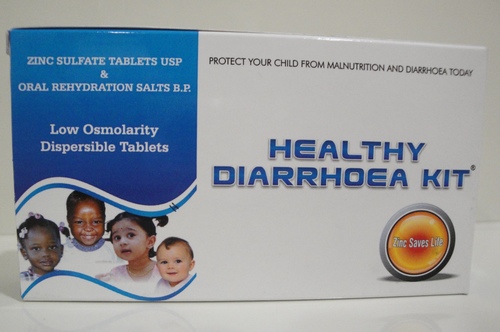 ZINC SULFATE TABLETS USP
&
ORAL REHYDRATION SALTS B.P.
Low Osmolarity
Dispersible Tablets
PROTECT YOUR CHILD FROM MALNUTRITION AND DIARRHOEA TODAY
HEALTHY
DIARRHOEA KIT®
Zinc Saves Life